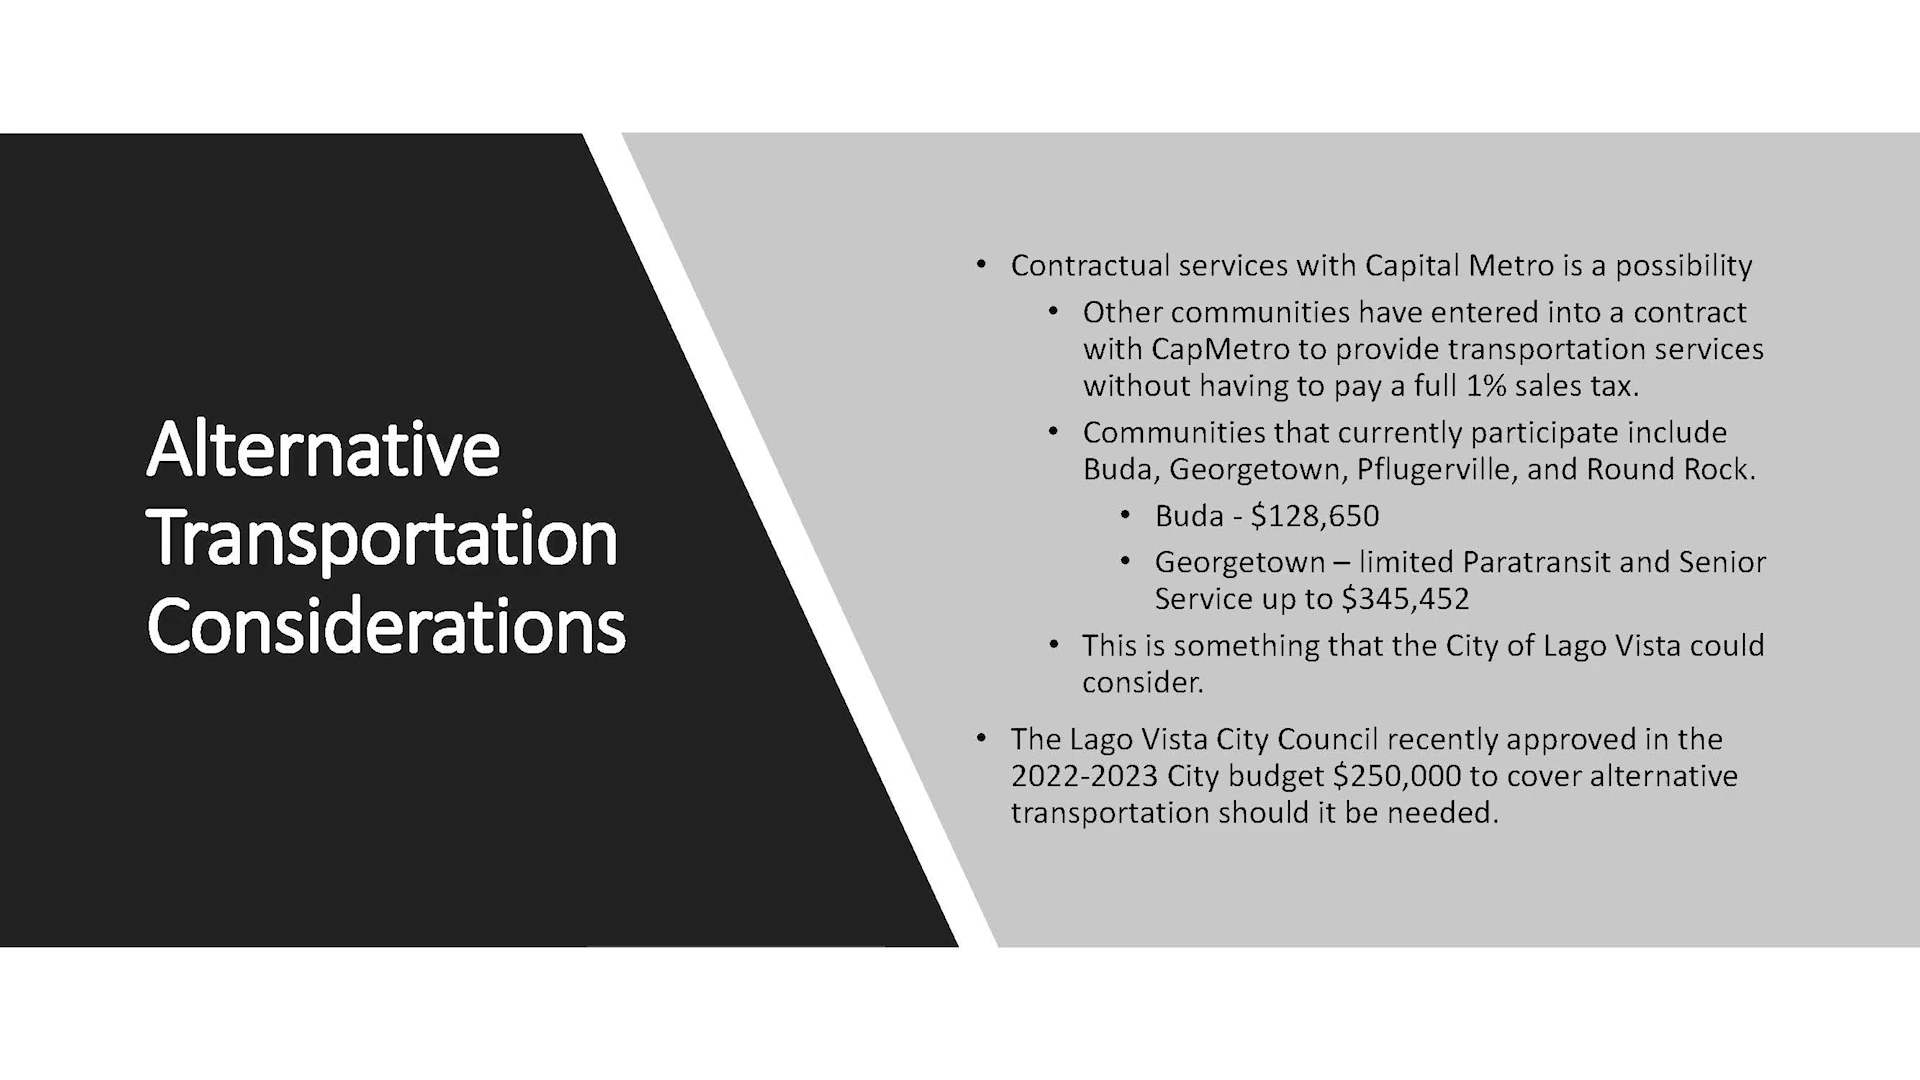 Alternative
Transportation
Considerations
• Contractual services with Capital Metro is a possibility
• Other communities have entered into a contract
with CapMetro to provide transportation services
without having to pay a full 1% sales tax.
• Communities that currently participate include
Buda, Georgetown, Pflugerville, and Round Rock.
• Buda - $128,650
• Georgetown – limited Paratransit and Senior
Service up to $345,452
• This is something that the City of Lago Vista could
consider.
• The Lago Vista City Council recently approved in the
2022-2023 City budget $250,000 to cover alternative
transportation should it be needed.